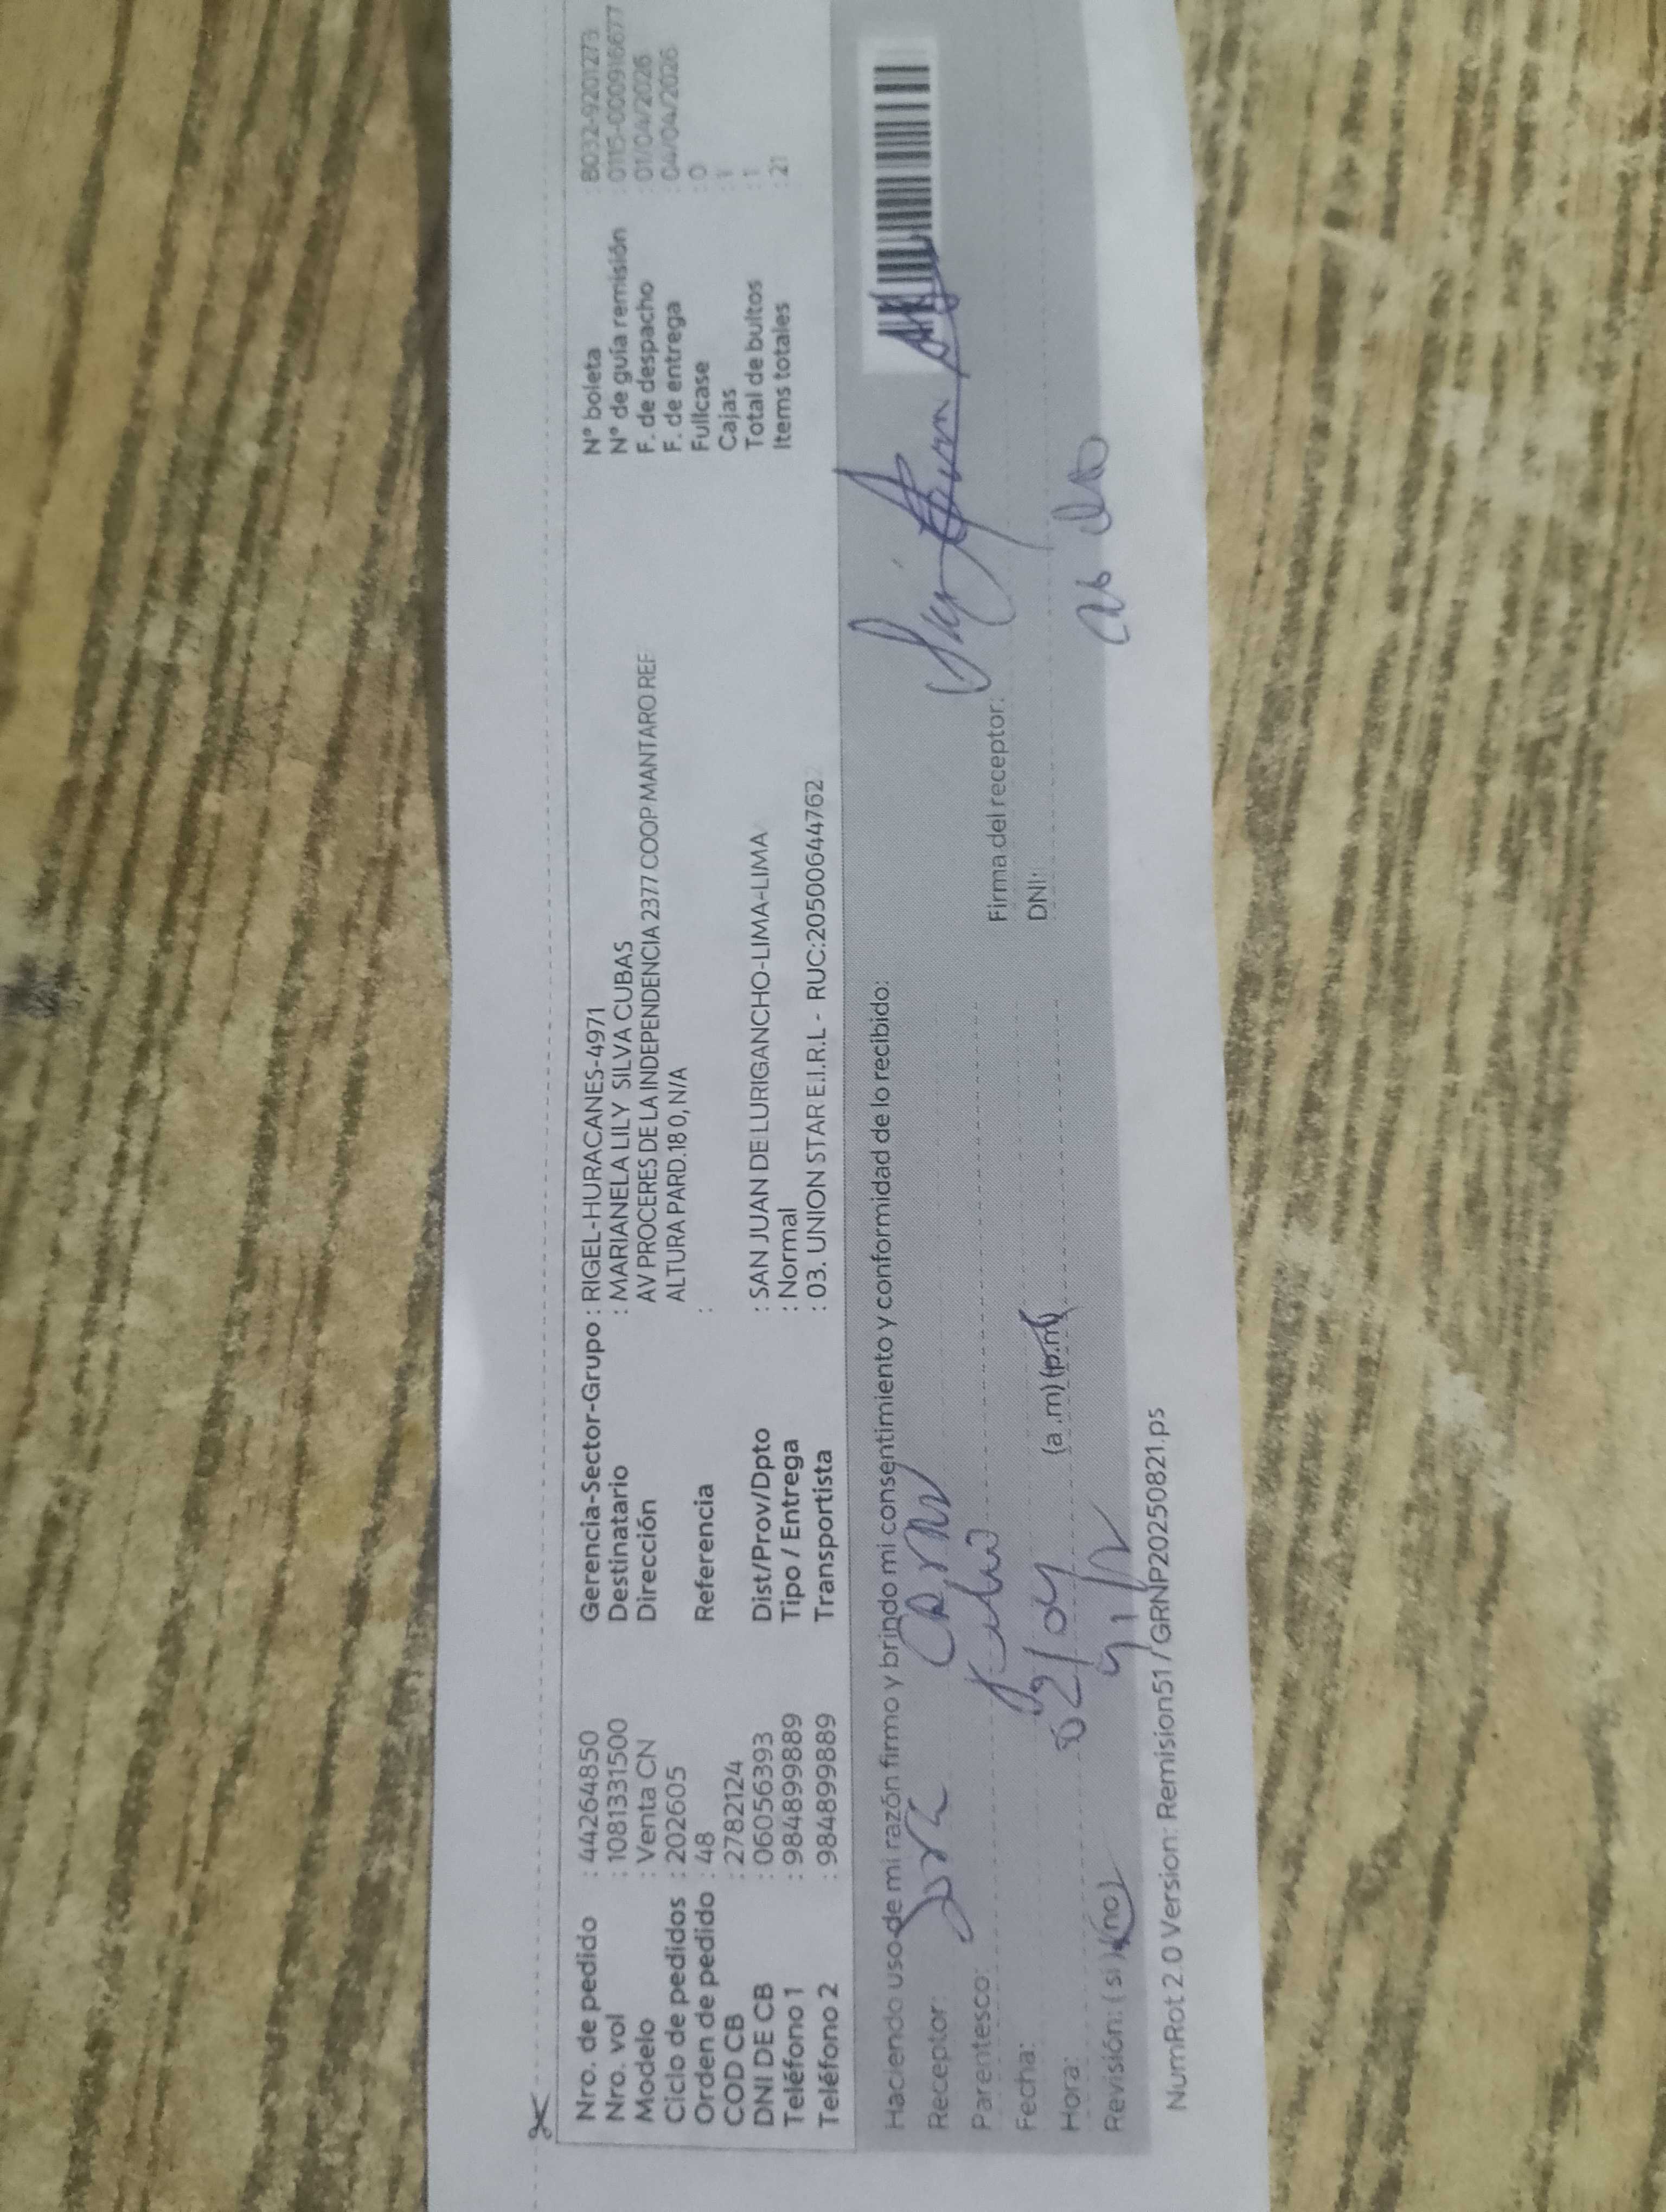 Nro. de pedido : 44264850
Nro. vol : 1081331500
Modelo : Venta CN
Ciclo de pedidos : 202605
Orden de pedido : 48
COD CB : 2782124
DNI DE CB : 06056393
Teléfono 1 : 984899889
Teléfono 2 : 984899889
Gerencia-Sector-Grupo : RIGEL-HURACANES-4971
Destinatario : MARIANELA LILY SILVA CUBAS
Dirección AV PROCERES DE LA INDEPENDENCIA 2377 COOP MANTARO REF
ALTURA PARD.18 0, N/A
Referencia :
Dist/Prov/Dpto : SAN JUAN DE LURIGANCHO-LIMA-LIMA
Tipo / Entrega : Normal
Transportista : 03. UNION STAR E.I.R.L - RUC:20500644762
N° boleta : B032-9201273
N° de guía remisión : 0115-0009166677
F. de despacho : 01/04/2026
F. de entrega : 04/04/2026
Fullcase : 0
Cajas : 1
Total de bultos : 1
Items totales : 21
Haciendo uso de mi razón firmo y brindo mi consentimiento y conformidad de lo recibido:
Receptor:
Parentesco:
Fecha: 02/04
Hora: (a .m) (p.m)
Revisión: ( si ) (no)
Firma del receptor:
DNI:
NumRot 2.0 Version: Remision51 / GRNP20250821.ps